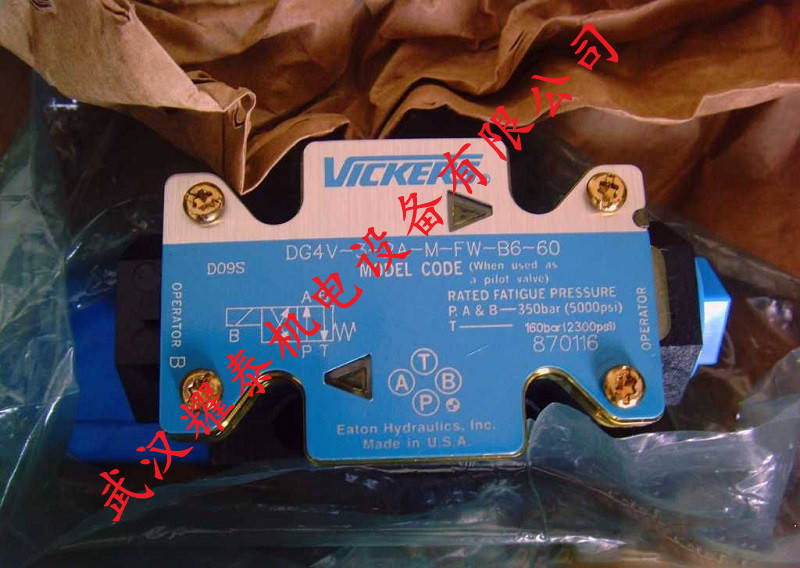 VICKERS®
DG4V- -M-FW-B6-60
D09S
MODEL CODE (When used as
a pilot valve)
RATED FATIGUE PRESSURE
P, A & B—350bar (5000psi)
T — 160bar (2300psi)
870116
OPERATOR B
A
B
P T
OPERATOR
T
A B
P
Eaton Hydraulics, Inc.
Made in U.S.A.
武汉耀泰机电设备有限公司